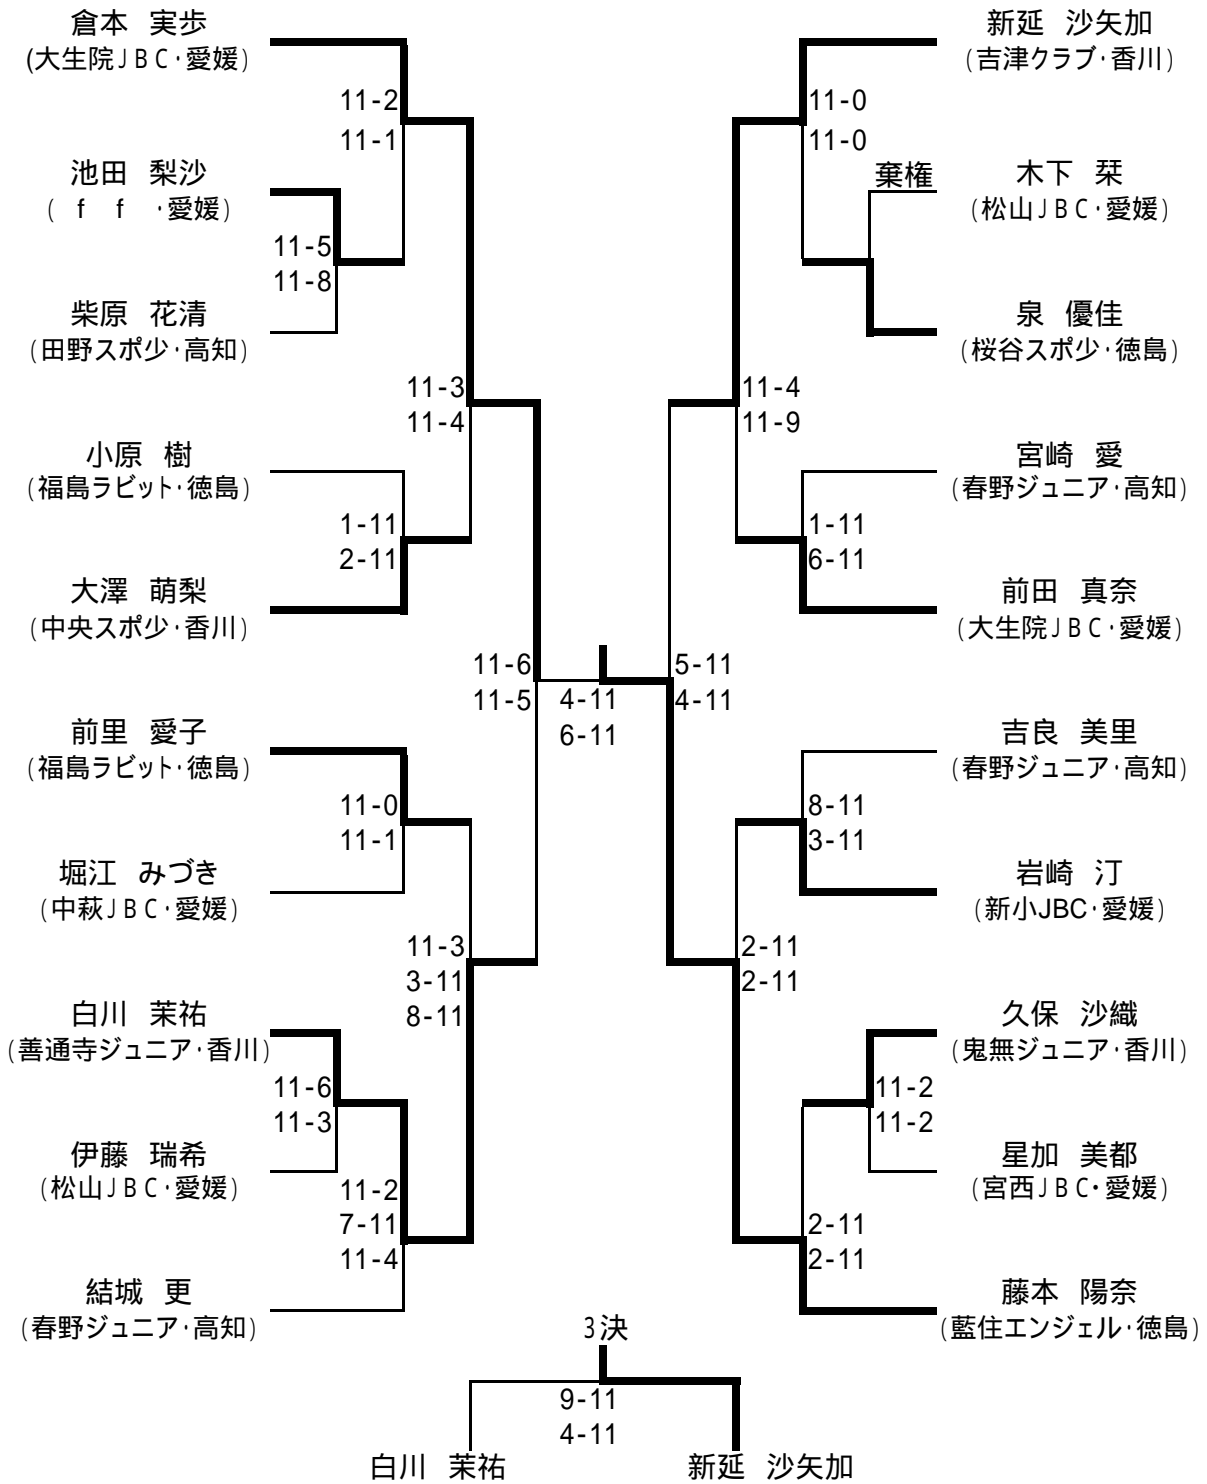 倉本 実歩
(大生院JBC・愛媛)
11-2
11-1
池田 梨沙
( f f ・愛媛)
11-5
11-8
柴原 花清
(田野スポ少・高知)
11-3
11-4
小原 樹
(福島ラビット・徳島)
1-11
2-11
大澤 萌梨
(中央スポ少・香川)
11-6
11-5
前里 愛子
(福島ラビット・徳島)
11-0
11-1
堀江 みづき
(中萩JBC・愛媛)
11-3
3-11
8-11
白川 茉祐
(善通寺ジュニア・香川)
11-6
11-3
伊藤 瑞希
(松山JBC・愛媛)
11-2
7-11
11-4
結城 更
(春野ジュニア・高知)
4-11
6-11
新延 沙矢加
(吉津クラブ・香川)
11-0
11-0
棄権
木下 栞
(松山JBC・愛媛)
泉 優佳
(桜谷スポ少・徳島)
11-4
11-9
宮崎 愛
(春野ジュニア・高知)
1-11
6-11
前田 真奈
(大生院JBC・愛媛)
5-11
4-11
吉良 美里
(春野ジュニア・高知)
8-11
3-11
岩崎 汀
(新小JBC・愛媛)
2-11
2-11
久保 沙織
(鬼無ジュニア・香川)
11-2
11-2
星加 美都
(宮西JBC・愛媛)
2-11
2-11
藤本 陽奈
(藍住エンジェル・徳島)
3決
9-11
4-11
白川 茉祐
新延 沙矢加